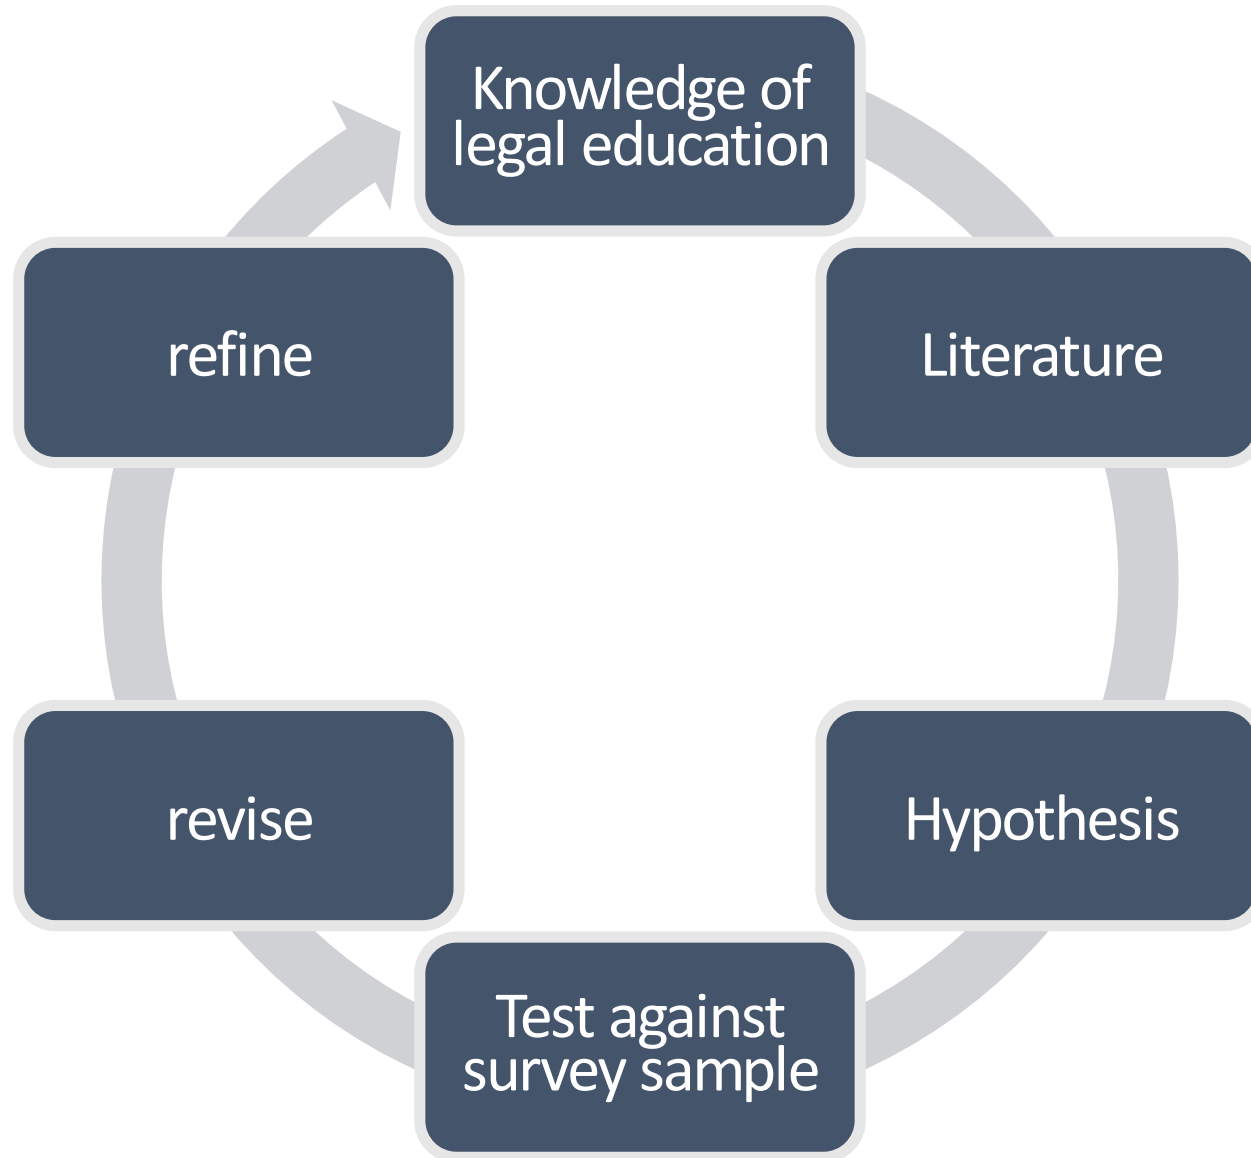 Knowledge of
legal education
Literature
Hypothesis
Test against
survey sample
revise
refine